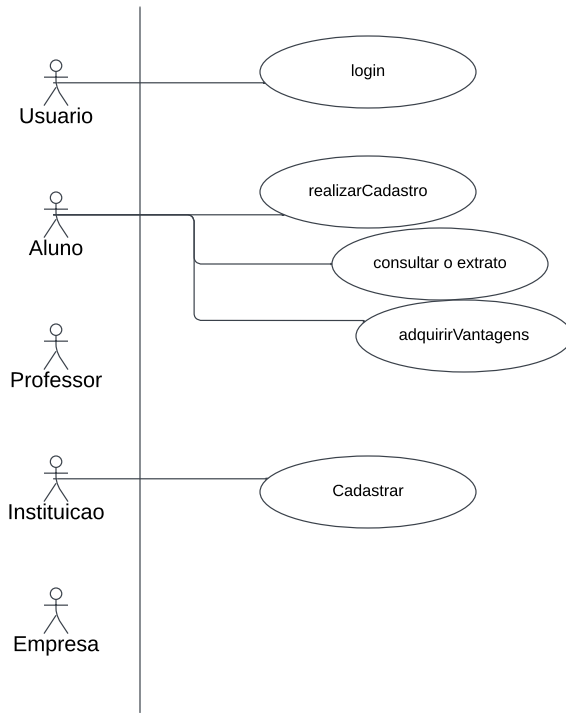 login
Usuario
realizarCadastro
Aluno
consultar o extrato
adquirirVantagens
Professor
Cadastrar
Instituicao
Empresa